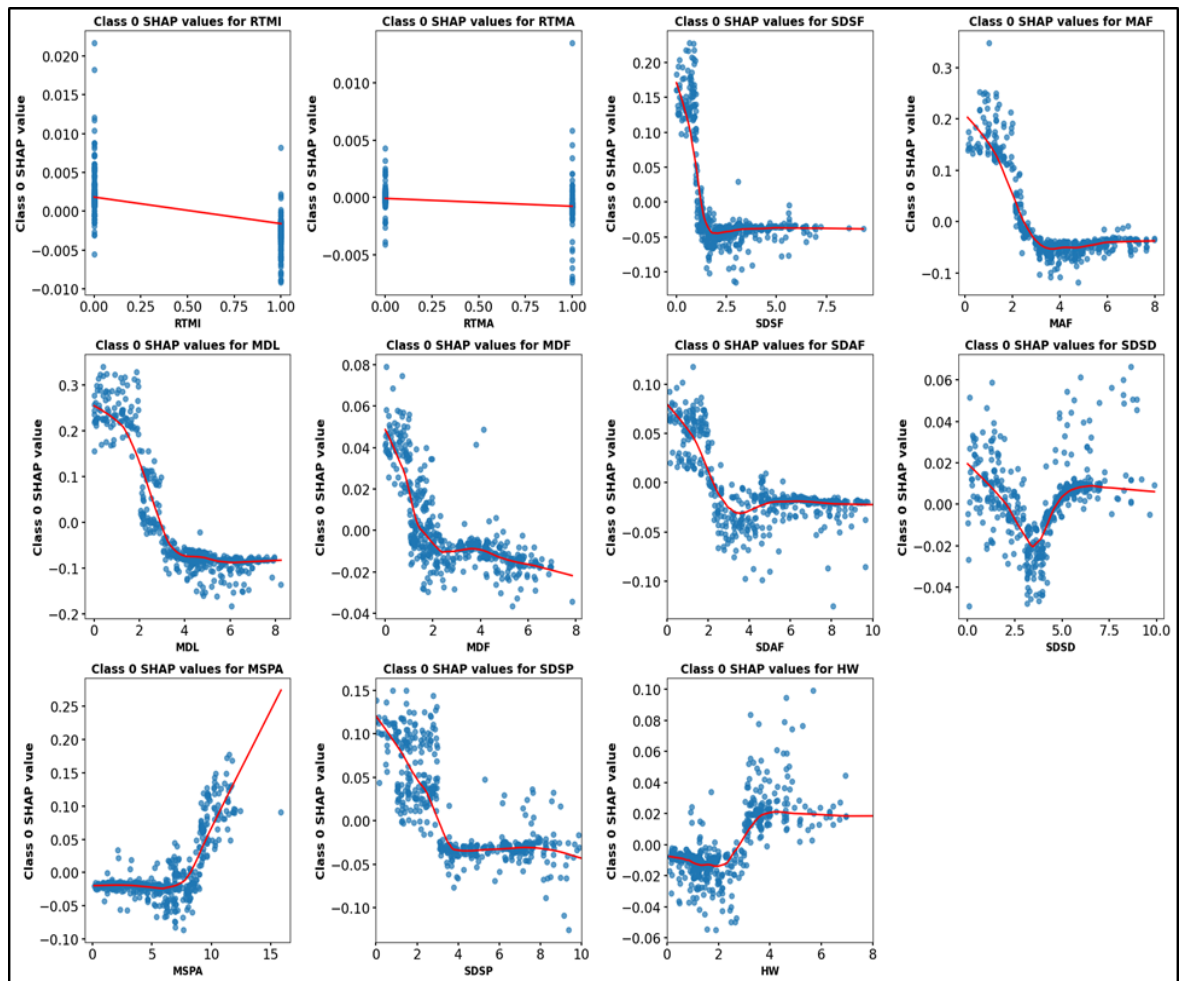 Class 0 SHAP values for RTMI
Class 0 SHAP value
0.020
0.015
0.010
0.005
0.000
−0.005
−0.010
0.00 0.25 0.50 0.75 1.00
RTMI
Class 0 SHAP values for RTMA
Class 0 SHAP value
0.010
0.005
0.000
−0.005
0.00 0.25 0.50 0.75 1.00
RTMA
Class 0 SHAP values for SDSF
Class 0 SHAP value
0.20
0.15
0.10
0.05
0.00
−0.05
−0.10
0.0 2.5 5.0 7.5
SDSF
Class 0 SHAP values for MAF
Class 0 SHAP value
0.3
0.2
0.1
0.0
−0.1
0 2 4 6 8
MAF
Class 0 SHAP values for MDL
Class 0 SHAP value
0.3
0.2
0.1
0.0
−0.1
−0.2
0 2 4 6 8
MDL
Class 0 SHAP values for MDF
Class 0 SHAP value
0.08
0.06
0.04
0.02
0.00
−0.02
−0.04
0 2 4 6 8
MDF
Class 0 SHAP values for SDAF
Class 0 SHAP value
0.10
0.05
0.00
−0.05
−0.10
0 2 4 6 8 10
SDAF
Class 0 SHAP values for SDSD
Class 0 SHAP value
0.06
0.04
0.02
0.00
−0.02
−0.04
0.0 2.5 5.0 7.5 10.0
SDSD
Class 0 SHAP values for MSPA
Class 0 SHAP value
0.25
0.20
0.15
0.10
0.05
0.00
−0.05
−0.10
0 5 10 15
MSPA
Class 0 SHAP values for SDSP
Class 0 SHAP value
0.15
0.10
0.05
0.00
−0.05
−0.10
0 2 4 6 8 10
SDSP
Class 0 SHAP values for HW
Class 0 SHAP value
0.10
0.08
0.06
0.04
0.02
0.00
−0.02
−0.04
−0.06
0 2 4 6 8
HW